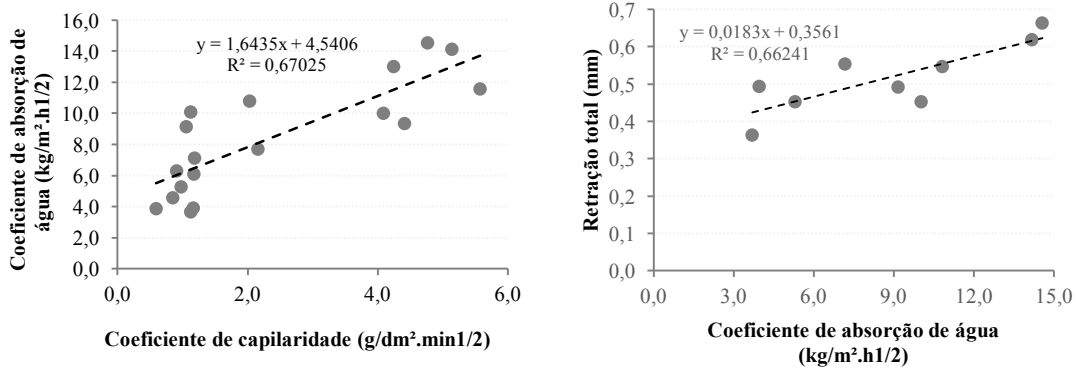 Coeficiente de absorção de
água (kg/m².h1/2)
16,0
14,0
12,0
10,0
8,0
6,0
4,0
2,0
0,0
y = 1,6435x + 4,5406
R² = 0,67025
0,0 2,0 4,0 6,0
Coeficiente de capilaridade (g/dm².min1/2)
Retração total (mm)
0,7
0,6
0,5
0,4
0,3
0,2
0,1
0,0
y = 0,0183x + 0,3561
R² = 0,66241
0,0 3,0 6,0 9,0 12,0 15,0
Coeficiente de absorção de água
(kg/m².h1/2)